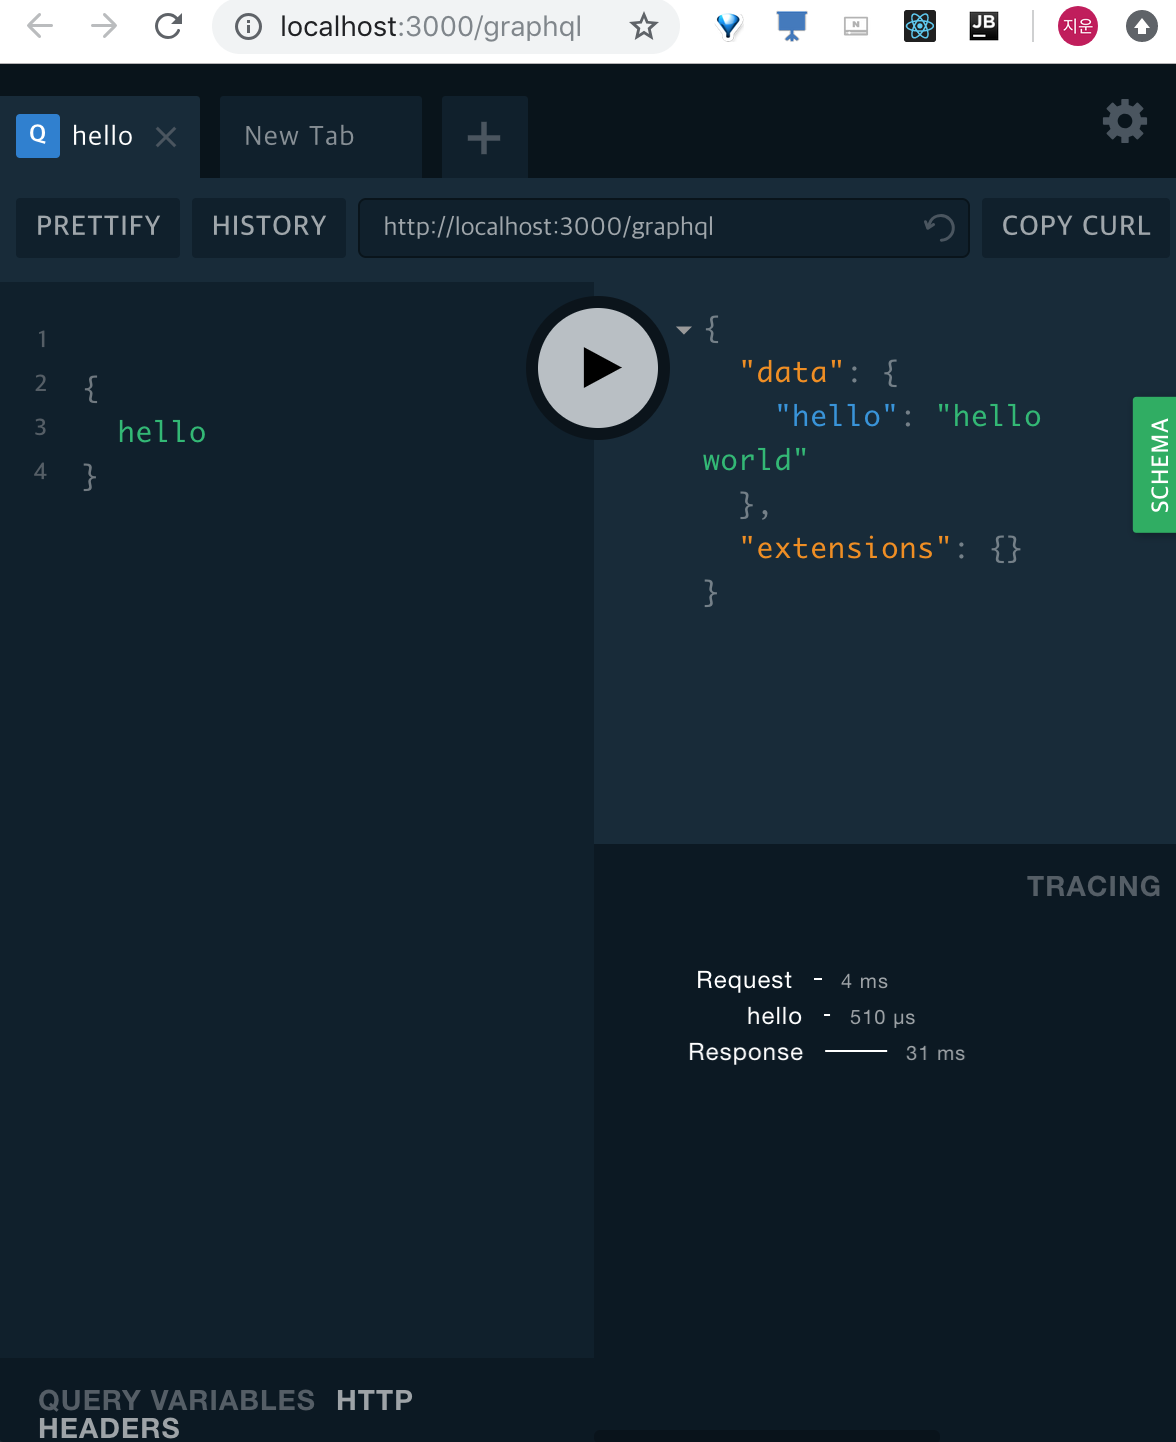 localhost:3000/graphql
JB
지운
Q hello
New Tab
PRETTIFY
HISTORY
http://localhost:3000/graphql
COPY CURL
1
2 {
3 hello
4 }
{
"data": {
"hello": "hello
world"
},
"extensions": {}
}
SCHEMA
TRACING
Request 4 ms
hello 510 µs
Response 31 ms
QUERY VARIABLES HTTP
HEADERS